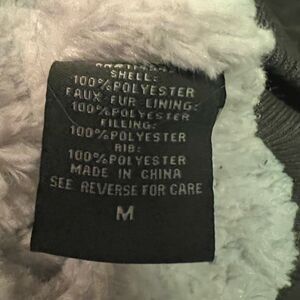 SHELL:
100%POLYESTER
FAUX FUR LINING:
100%POLYESTER
FILLING:
100%POLYESTER
RIB:
100%POLYESTER
MADE IN CHINA
SEE REVERSE FOR CARE
M